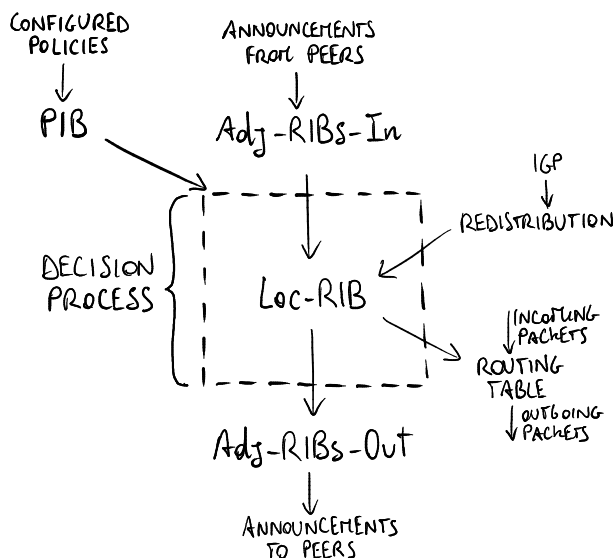 CONFIGURED
POLICIES
PIB
ANNOUNCEMENTS
FROM PEERS
Adj-RIBs-In
IGP
REDISTRIBUTION
DECISION
PROCESS
Loc-RIB
INCOMING
PACKETS
ROUTING
TABLE
OUTGOING
PACKETS
Adj-RIBs-Out
ANNOUNCEMENTS
TO PEERS